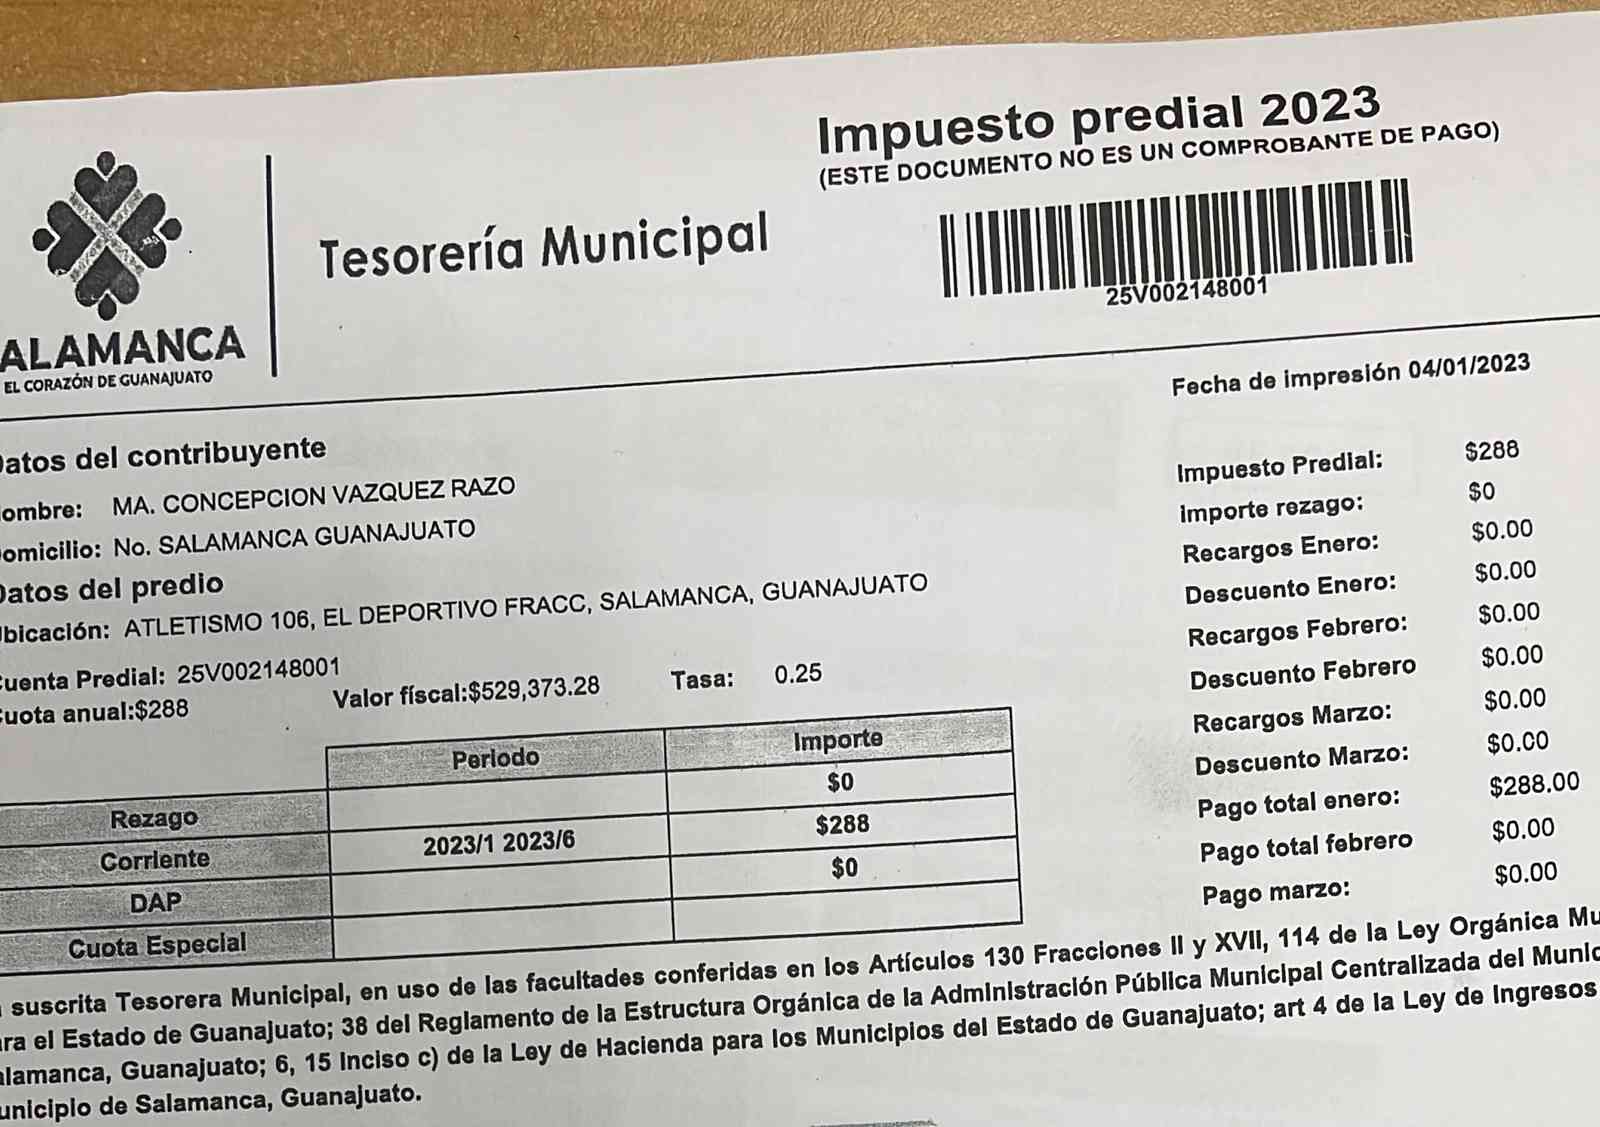 Impuesto predial 2023
(ESTE DOCUMENTO NO ES UN COMPROBANTE DE PAGO)
25V002148001
Tesorería Municipal
ALAMANCA
EL CORAZÓN DE GUANAJUATO
Fecha de impresión 04/01/2023
atos del contribuyente
ombre: MA. CONCEPCION VAZQUEZ RAZO
omicilio: No. SALAMANCA GUANAJUATO
atos del predio
bicación: ATLETISMO 106, EL DEPORTIVO FRACC, SALAMANCA, GUANAJUATO
uenta Predial: 25V002148001
uota anual:$288 Valor físcal:$529,373.28 Tasa: 0.25
Periodo Importe
Rezago $0
Corriente 2023/1 2023/6 $288
DAP $0
Cuota Especial
Impuesto Predial: $288
Importe rezago: $0
Recargos Enero: $0.00
Descuento Enero: $0.00
Recargos Febrero: $0.00
Descuento Febrero $0.00
Recargos Marzo: $0.00
Descuento Marzo: $0.00
Pago total enero: $288.00
Pago total febrero $0.00
Pago marzo: $0.00
suscrita Tesorera Municipal, en uso de las facultades conferidas en los Artículos 130 Fracciones II y XVII, 114 de la Ley Orgánica Mu
ra el Estado de Guanajuato; 38 del Reglamento de la Estructura Orgánica de la Administración Pública Municipal Centralizada del Munic
alamanca, Guanajuato; 6, 15 Inciso c) de la Ley de Hacienda para los Municipios del Estado de Guanajuato; art 4 de la Ley de Ingresos
unicipio de Salamanca, Guanajuato.